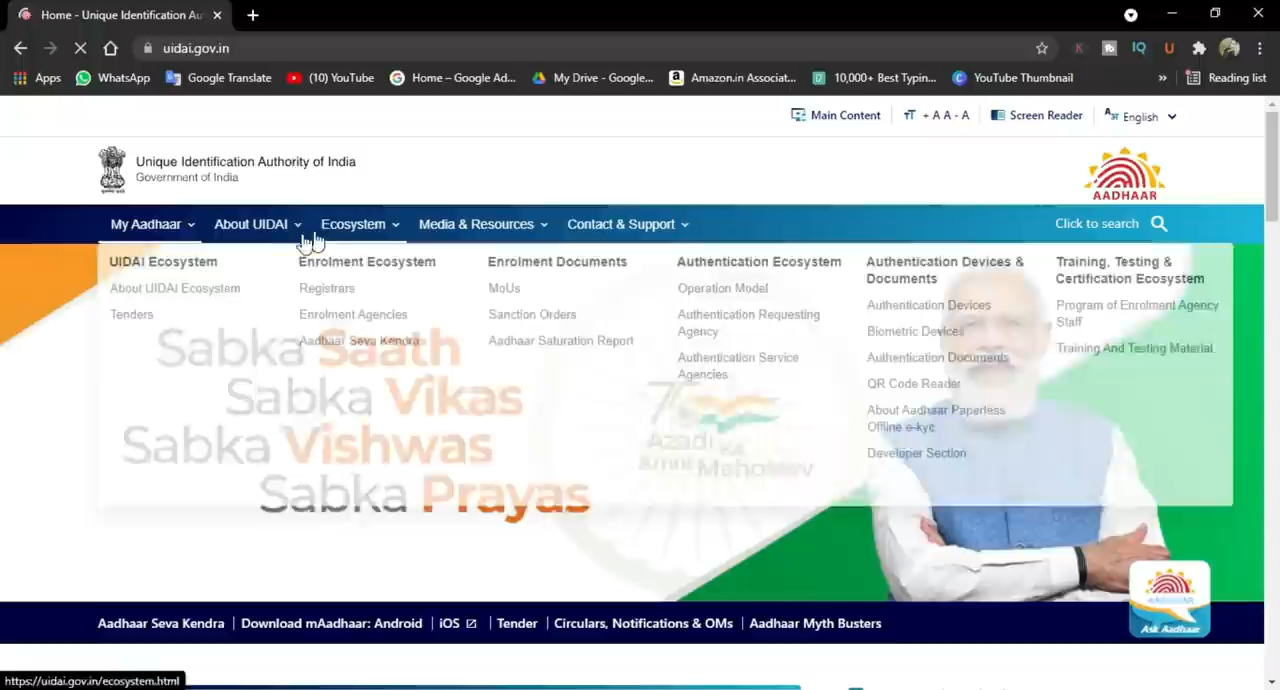 Home - Unique Identification Au
uidai.gov.in
Apps
WhatsApp
Google Translate
(10) YouTube
Home – Google Ad...
My Drive - Google...
Amazon.in Associat...
10,000+ Best Typin...
YouTube Thumbnail
»
Reading list
Main Content
+ A A - A
Screen Reader
English
Unique Identification Authority of India
Government of India
AADHAAR
My Aadhaar
About UIDAI
Ecosystem
Media & Resources
Contact & Support
Click to search
UIDAI Ecosystem
About UIDAI Ecosystem
Tenders
Enrolment Ecosystem
Registrars
Enrolment Agencies
Aadhaar Seva Kendra
Enrolment Documents
MoUs
Sanction Orders
Aadhaar Saturation Report
Authentication Ecosystem
Operation Model
Authentication Requesting
Agency
Authentication Service
Agencies
Authentication Devices &
Documents
Authentication Devices
Biometric Devices
Authentication Documents
QR Code Reader
About Aadhaar Paperless
Offline e-kyc
Developer Section
Training, Testing &
Certification Ecosystem
Program of Enrolment Agency
Staff
Training And Testing Material
Sabka Saath
Sabka Vikas
Sabka Vishwas
Sabka Prayas
Azadi Ka
Amrit Mahotsav
Ask Aadhaar
Aadhaar Seva Kendra
Download mAadhaar: Android
iOS
Tender
Circulars, Notifications & OMs
Aadhaar Myth Busters
https://uidai.gov.in/ecosystem.html